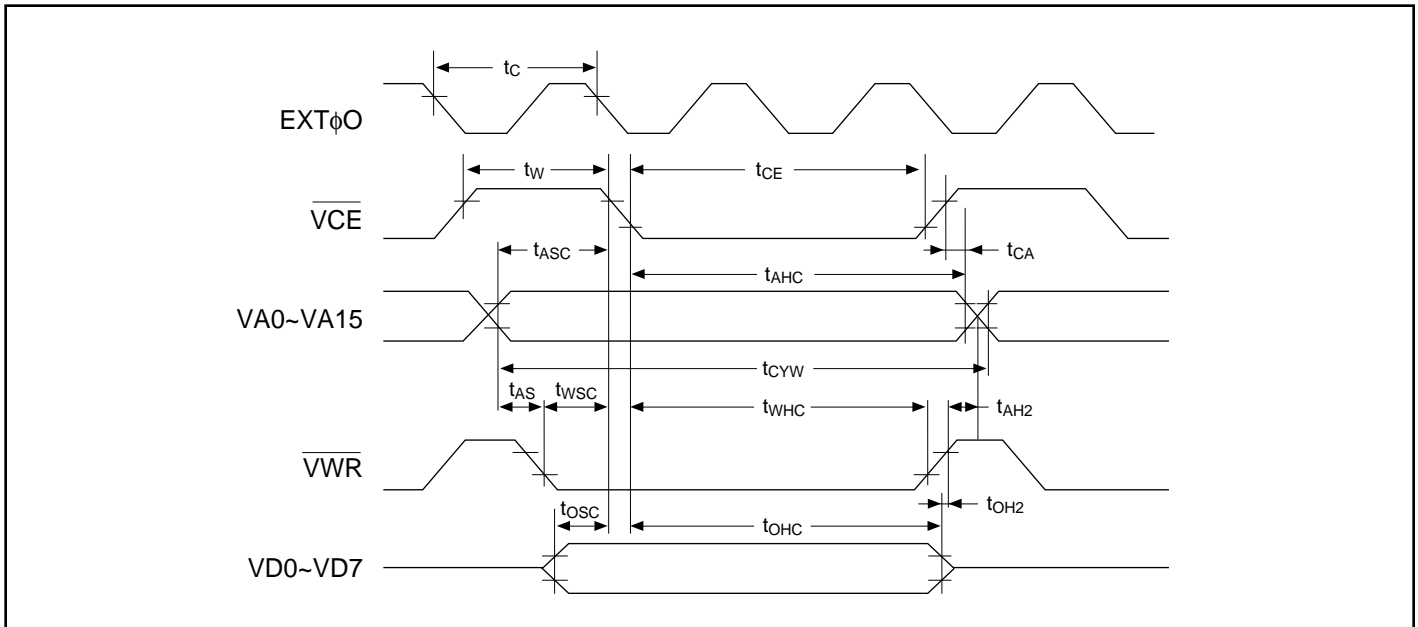 tC
EXTϕO
tW
tCE
VCE
tASC
tCA
tAHC
VA0~VA15
tCYW
tAS
tWSC
tWHC
tAH2
VWR
tOSC
tOHC
tOH2
VD0~VD7